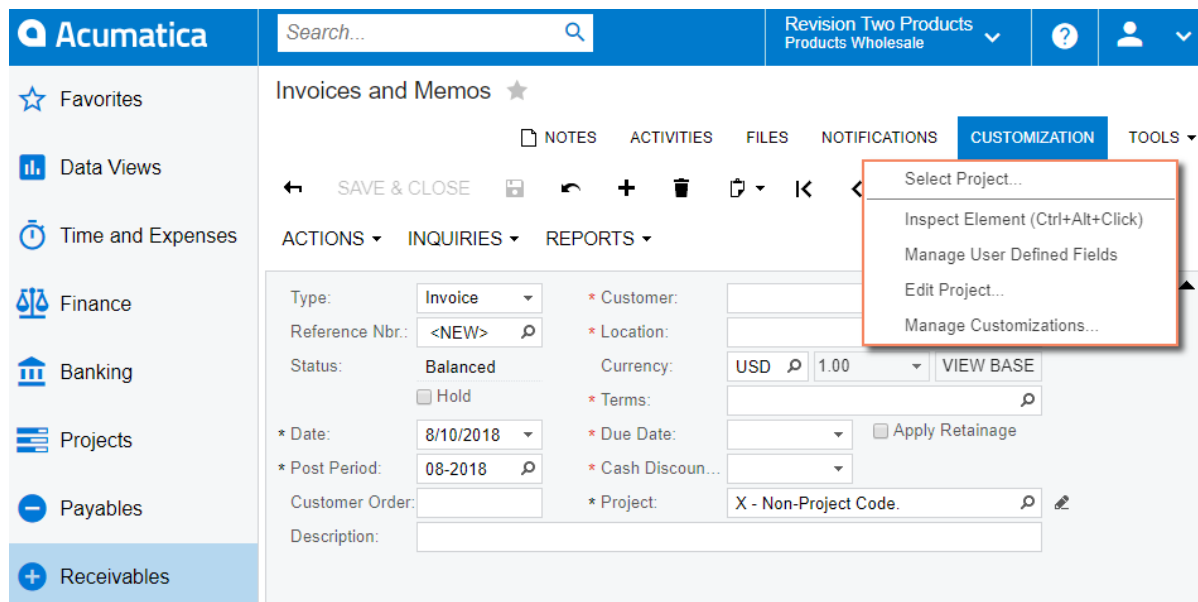 Acumatica
Search...
Revision Two Products
Products Wholesale
Favorites
Data Views
Time and Expenses
Finance
Banking
Projects
Payables
Receivables
Invoices and Memos
NOTES ACTIVITIES FILES NOTIFICATIONS CUSTOMIZATION TOOLS
SAVE & CLOSE
ACTIONS INQUIRIES REPORTS
Select Project...
Inspect Element (Ctrl+Alt+Click)
Manage User Defined Fields
Edit Project...
Manage Customizations...
Type: Invoice * Customer:
Reference Nbr.: <NEW> * Location:
Status: Balanced Currency: USD 1.00 VIEW BASE
Hold * Terms:
* Date: 8/10/2018 * Due Date: Apply Retainage
* Post Period: 08-2018 * Cash Discoun...
Customer Order: * Project: X - Non-Project Code.
Description: